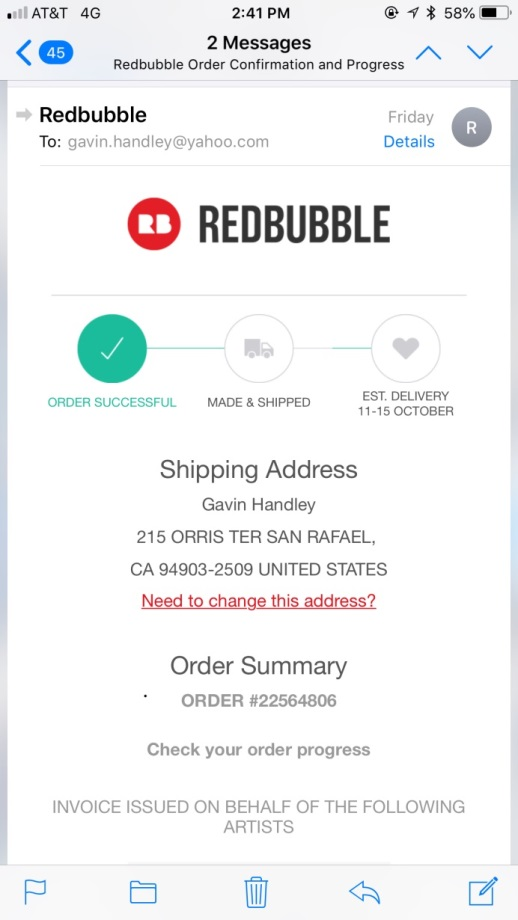 AT&T 4G 2:41 PM 58%
45 2 Messages
Redbubble Order Confirmation and Progress
Redbubble Friday
To: gavin.handley@yahoo.com Details R
RB REDBUBBLE
ORDER SUCCESSFUL MADE & SHIPPED EST. DELIVERY
11-15 OCTOBER
Shipping Address
Gavin Handley
215 ORRIS TER SAN RAFAEL,
CA 94903-2509 UNITED STATES
Need to change this address?
Order Summary
ORDER #22564806
Check your order progress
INVOICE ISSUED ON BEHALF OF THE FOLLOWING
ARTISTS